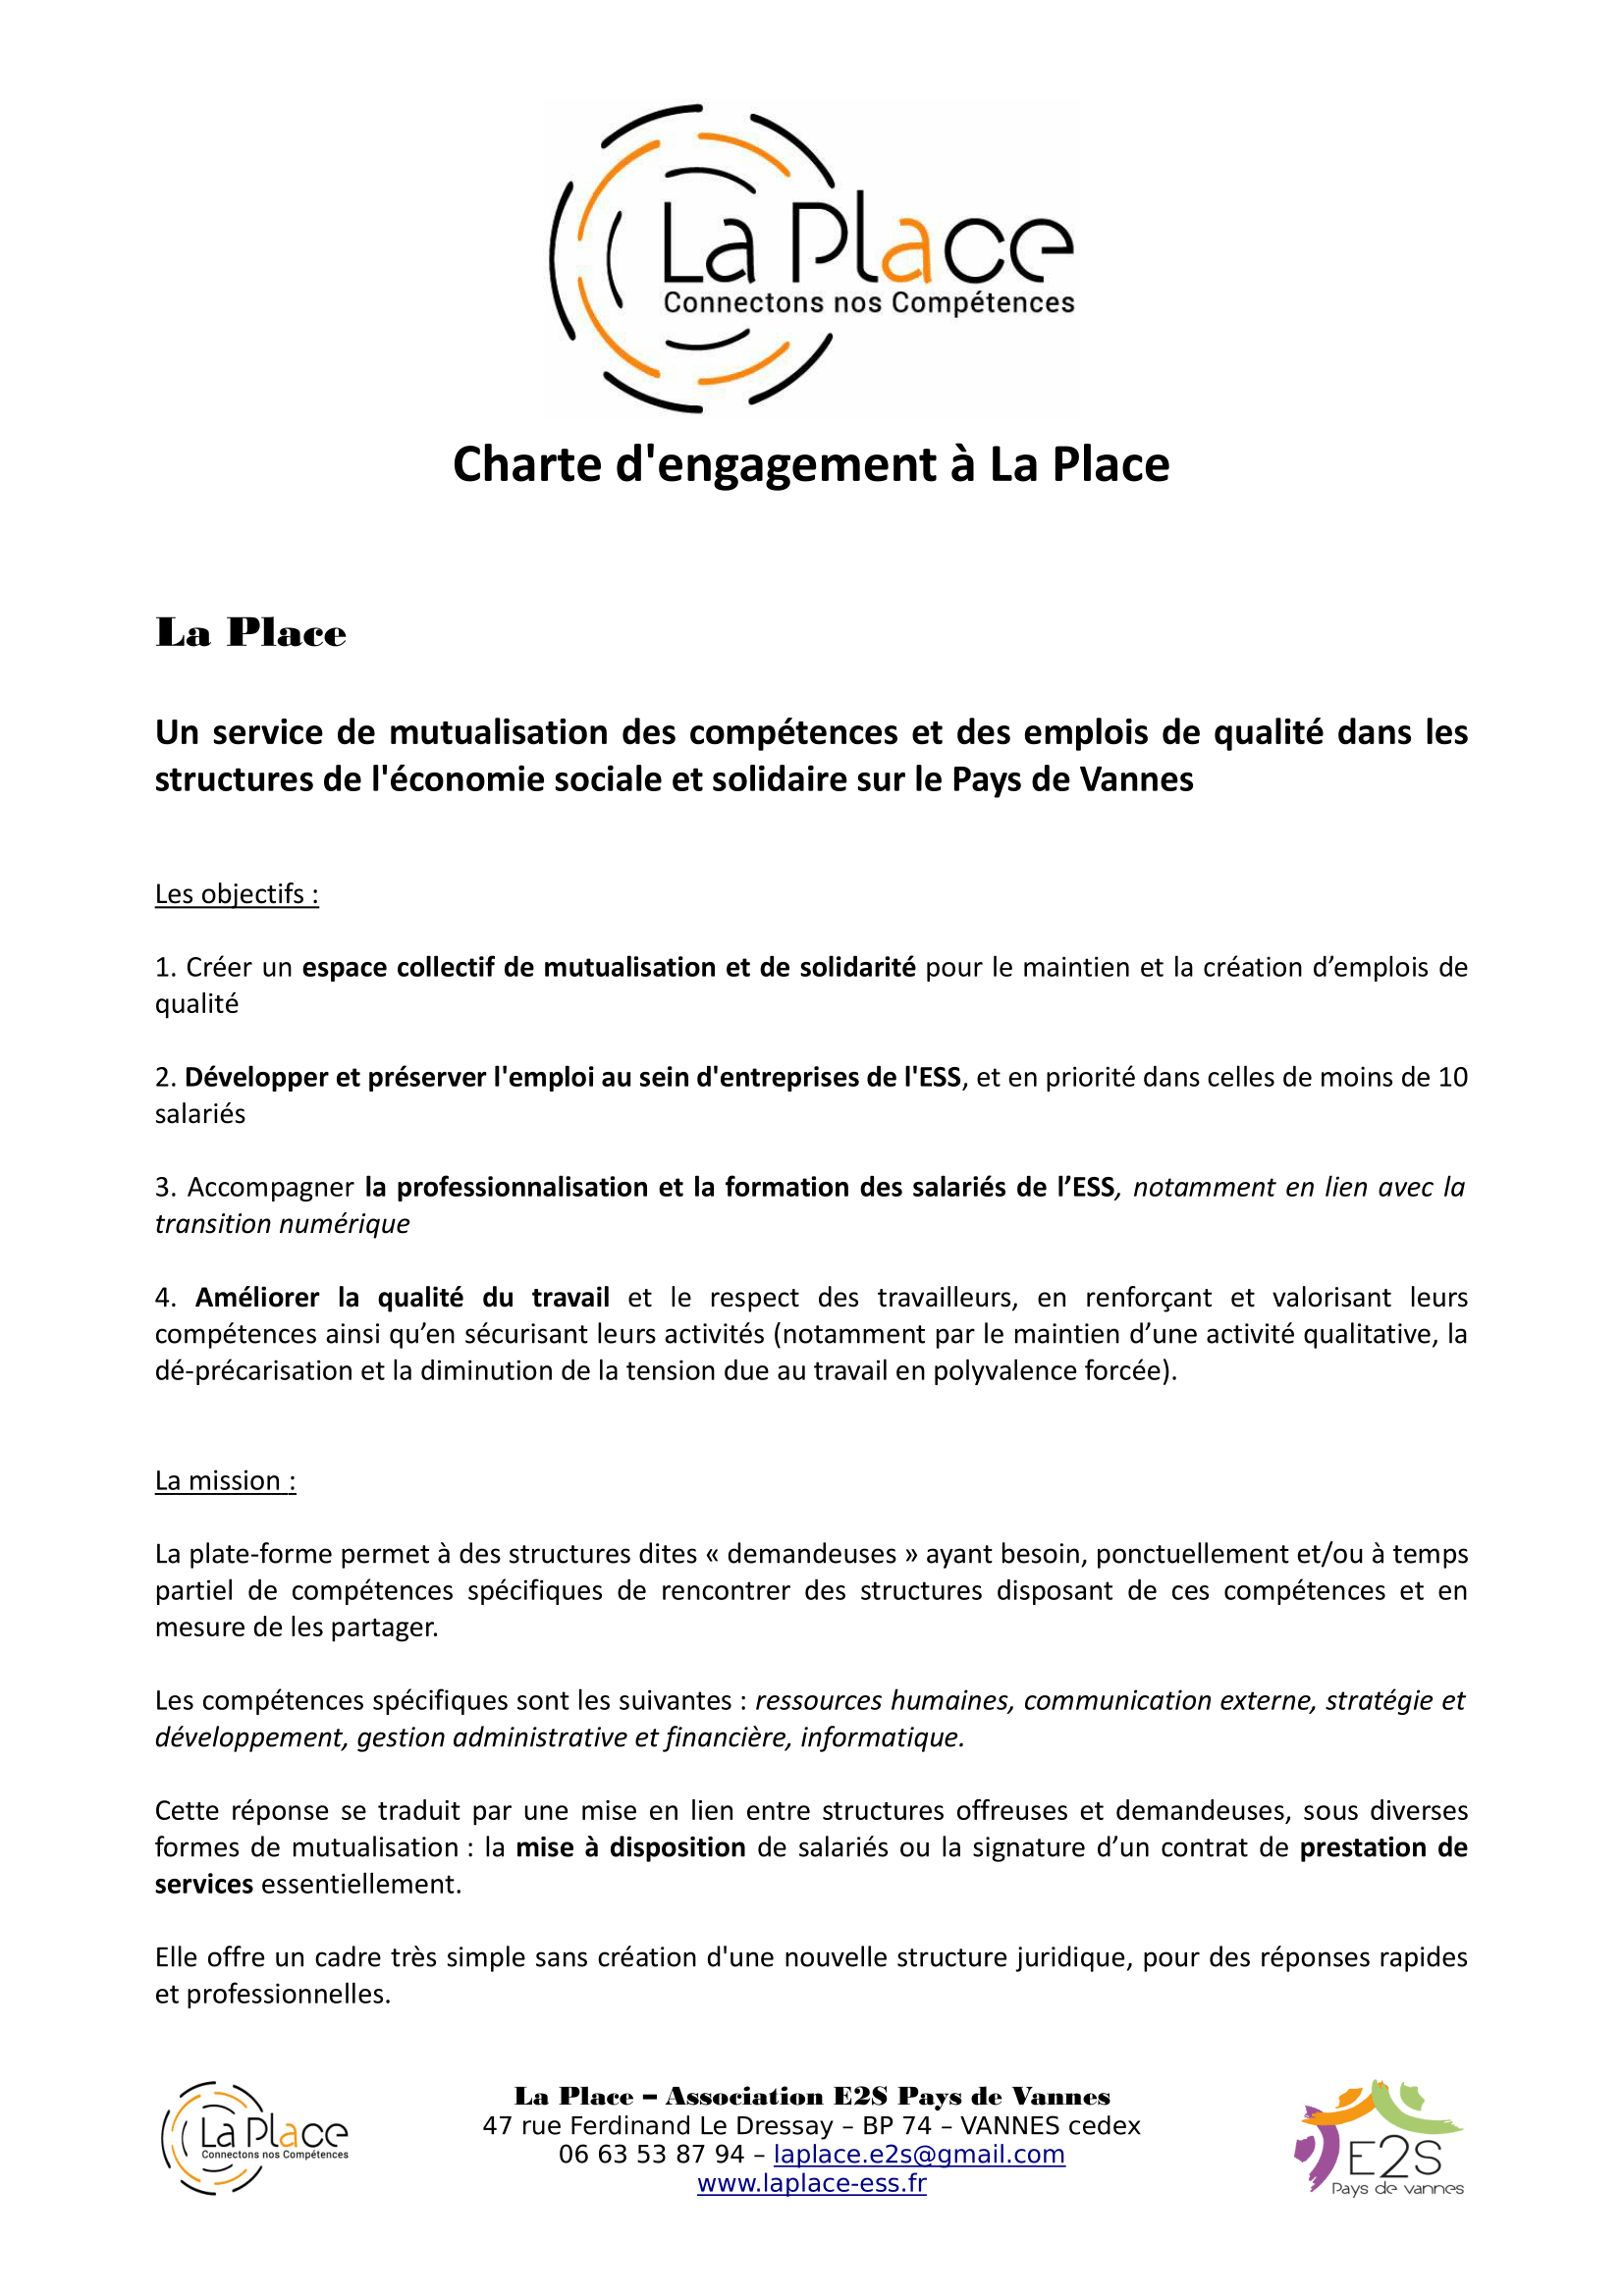 La Place
Connectons nos Compétences
Charte d'engagement à La Place
La Place
Un service de mutualisation des compétences et des emplois de qualité dans les
structures de l'économie sociale et solidaire sur le Pays de Vannes
Les objectifs :
1. Créer un espace collectif de mutualisation et de solidarité pour le maintien et la création d’emplois de
qualité
2. Développer et préserver l'emploi au sein d'entreprises de l'ESS, et en priorité dans celles de moins de 10
salariés
3. Accompagner la professionnalisation et la formation des salariés de l’ESS, notamment en lien avec la
transition numérique
4. Améliorer la qualité du travail et le respect des travailleurs, en renforçant et valorisant leurs
compétences ainsi qu’en sécurisant leurs activités (notamment par le maintien d’une activité qualitative, la
dé-précarisation et la diminution de la tension due au travail en polyvalence forcée).
La mission :
La plate-forme permet à des structures dites « demandeuses » ayant besoin, ponctuellement et/ou à temps
partiel de compétences spécifiques de rencontrer des structures disposant de ces compétences et en
mesure de les partager.
Les compétences spécifiques sont les suivantes : ressources humaines, communication externe, stratégie et
développement, gestion administrative et financière, informatique.
Cette réponse se traduit par une mise en lien entre structures offreuses et demandeuses, sous diverses
formes de mutualisation : la mise à disposition de salariés ou la signature d’un contrat de prestation de
services essentiellement.
Elle offre un cadre très simple sans création d'une nouvelle structure juridique, pour des réponses rapides
et professionnelles.
La Place
Connectons nos Compétences
La Place – Association E2S Pays de Vannes
47 rue Ferdinand Le Dressay – BP 74 – VANNES cedex
06 63 53 87 94 – laplace.e2s@gmail.com
www.laplace-ess.fr
E2S
Pays de vannes